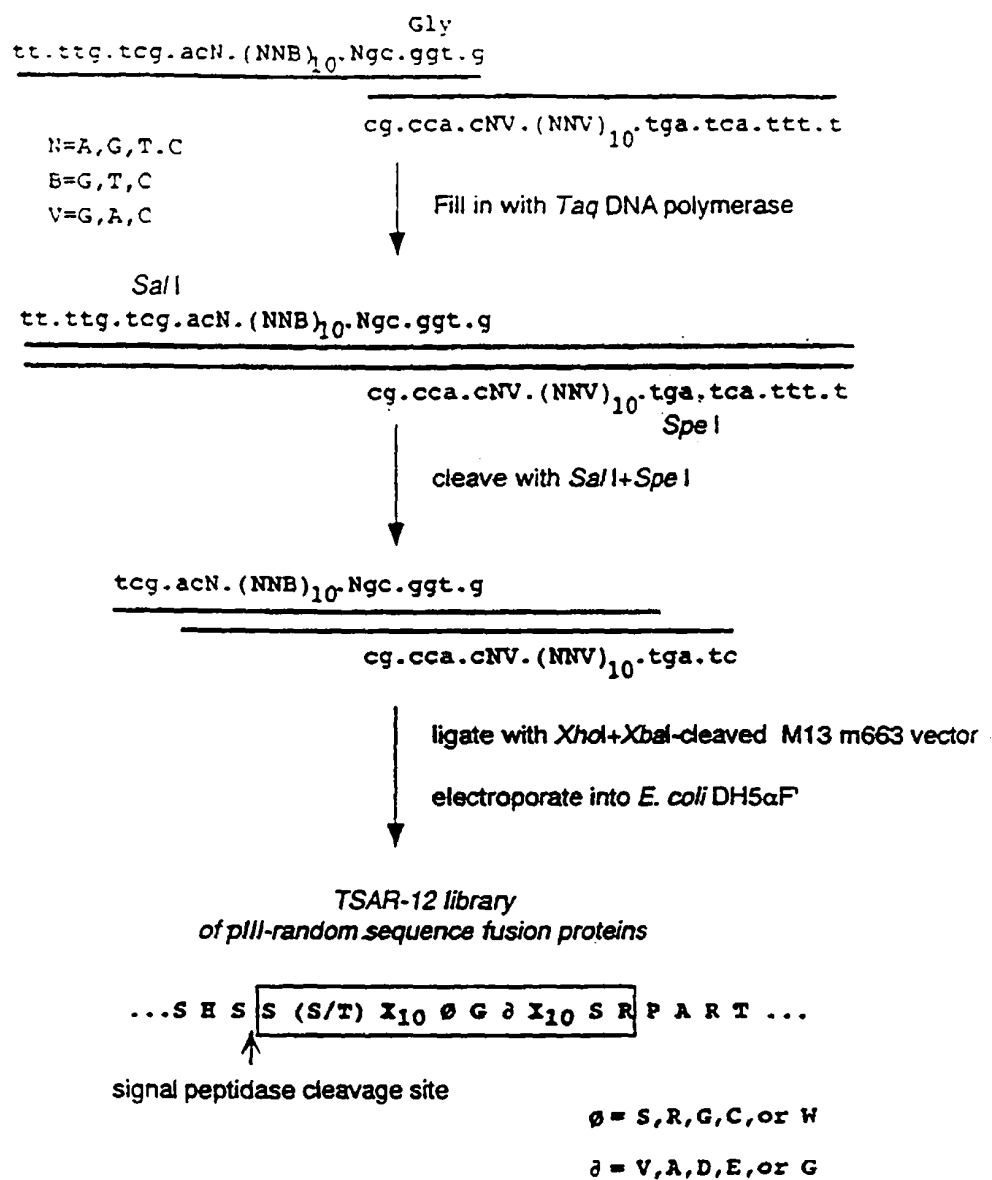 Gly
tt.ttg.tcg.acN.(NNB)10.Ngc.ggt.g
cg.cca.cNV.(NNV)10.tga.tca.ttt.t
N=A,G,T.C
B=G,T,C
V=G,A,C
Fill in with Taq DNA polymerase
Sal I
tt.ttg.tcg.acN.(NNB)10.Ngc.ggt.g
cg.cca.cNV.(NNV)10.tga.tca.ttt.t
Spe I
cleave with Sal I+Spe I
tcg.acN.(NNB)10.Ngc.ggt.g
cg.cca.cNV.(NNV)10.tga.tc
ligate with XhoI+XbaI-cleaved M13 m663 vector
electroporate into E. coli DH5αF'
TSAR-12 library
of pIII-random sequence fusion proteins
...S H S S (S/T) X10 Ø G ∂ X10 S R P A R T ...
signal peptidase cleavage site
Ø = S,R,G,C,or W
∂ = V,A,D,E,or G